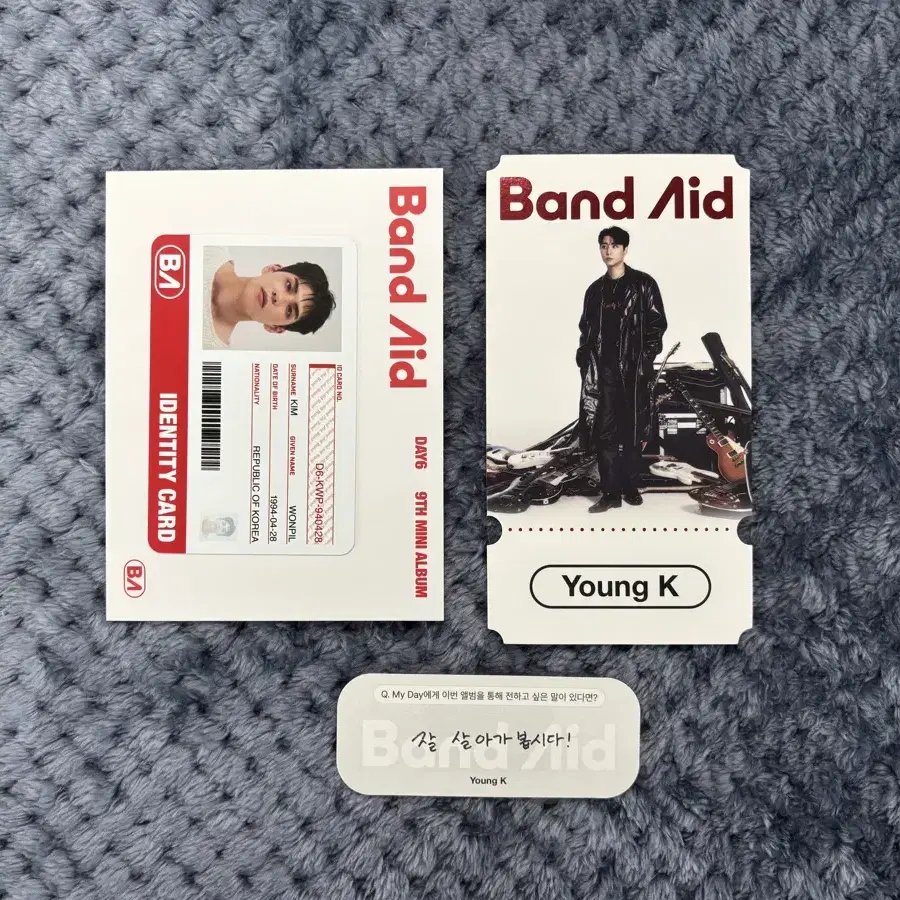 Band Aid
DAY6 9TH MINI ALBUM
BA
IDENTITY CARD
ID CARD NO.
D6-KWP-940428
SURNAME KIM GIVEN NAME WONPIL
DATE OF BIRTH 1994-04-28
NATIONALITY REPUBLIC OF KOREA
BA
Band Aid
Young K
Q. My Day에게 이번 앨범을 통해 전하고 싶은 말이 있다면?
Band Aid
잘 살아가 봅시다!
Young K